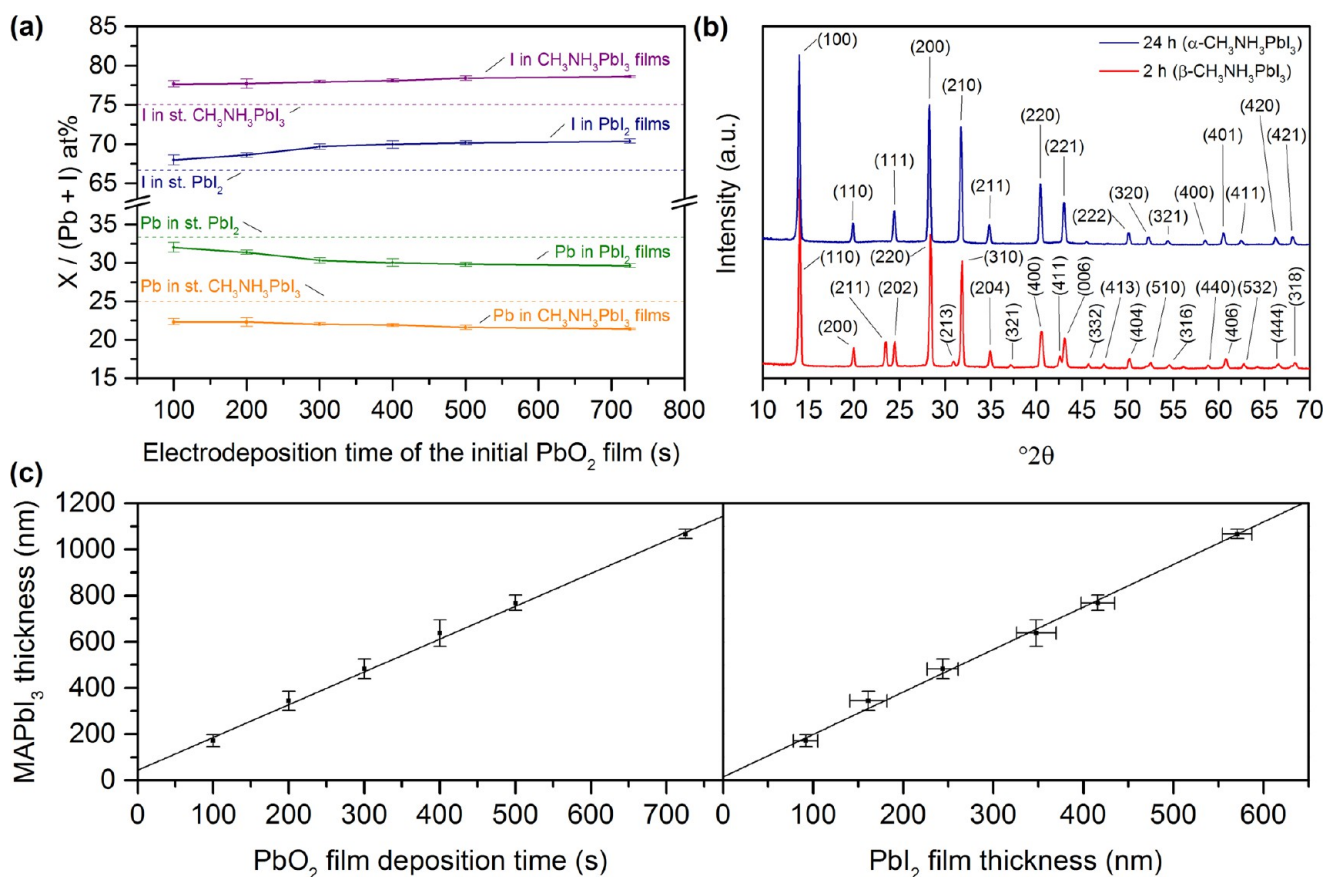 (a)
X / (Pb + I) at%
85
80
75
70
65
35
30
25
20
15
I in CH₃NH₃PbI₃ films
I in st. CH₃NH₃PbI₃
I in PbI₂ films
I in st. PbI₂
Pb in st. PbI₂
Pb in PbI₂ films
Pb in st. CH₃NH₃PbI₃
Pb in CH₃NH₃PbI₃ films
100 200 300 400 500 600 700 800
Electrodeposition time of the initial PbO₂ film (s)
(b)
Intensity (a.u.)
24 h (α-CH₃NH₃PbI₃)
2 h (β-CH₃NH₃PbI₃)
(100)
(110)
(111)
(200)
(210)
(211)
(220)
(221)
(222)
(320)
(321)
(400)
(401)
(411)
(420)
(421)
(110)
(200)
(211)
(202)
(220)
(213)
(310)
(204)
(321)
(400)
(411)
(006)
(332)
(413)
(404)
(510)
(316)
(440)
(406)
(532)
(444)
(318)
10 15 20 25 30 35 40 45 50 55 60 65 70
°2θ
(c)
MAPbI₃ thickness (nm)
1200
1000
800
600
400
200
0
0 100 200 300 400 500 600 700
PbO₂ film deposition time (s)
0 100 200 300 400 500 600
PbI₂ film thickness (nm)